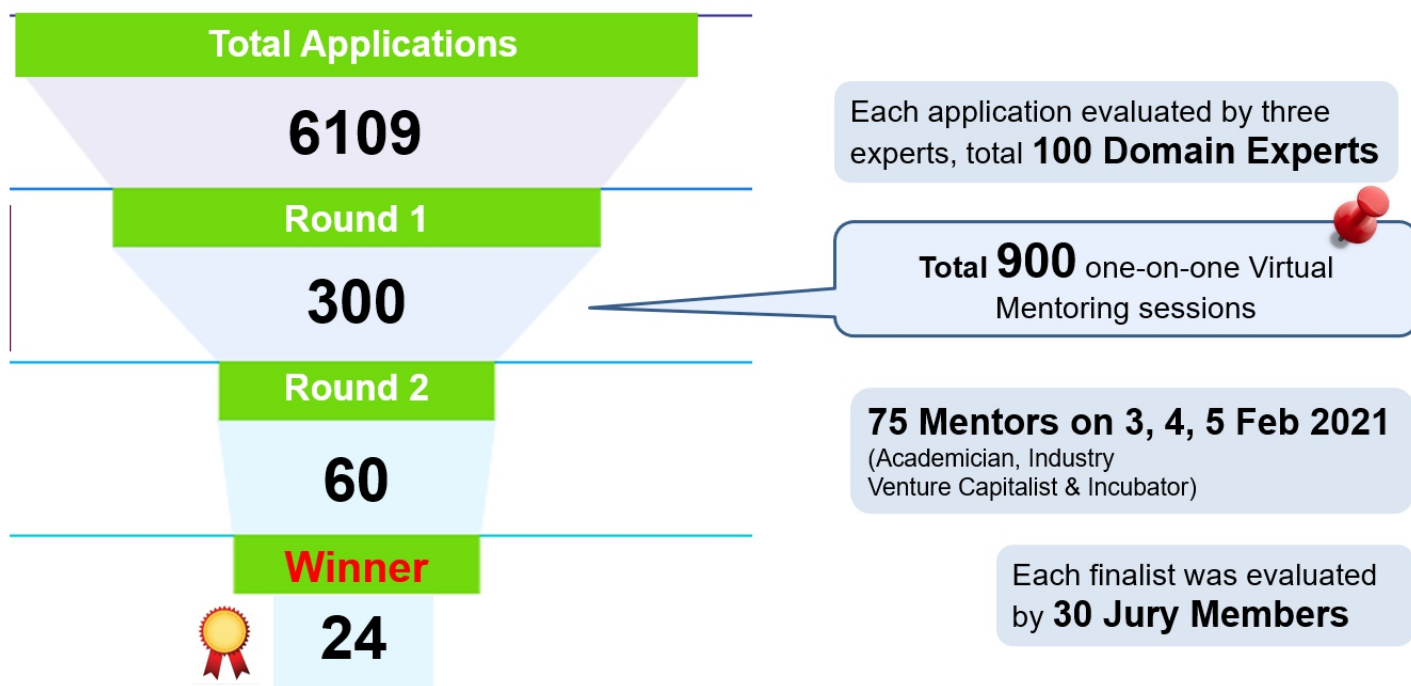 Total Applications
6109
Each application evaluated by three
experts, total 100 Domain Experts
Round 1
300
Total 900 one-on-one Virtual
Mentoring sessions
Round 2
60
75 Mentors on 3, 4, 5 Feb 2021
(Academician, Industry
Venture Capitalist & Incubator)
Winner
24
Each finalist was evaluated
by 30 Jury Members